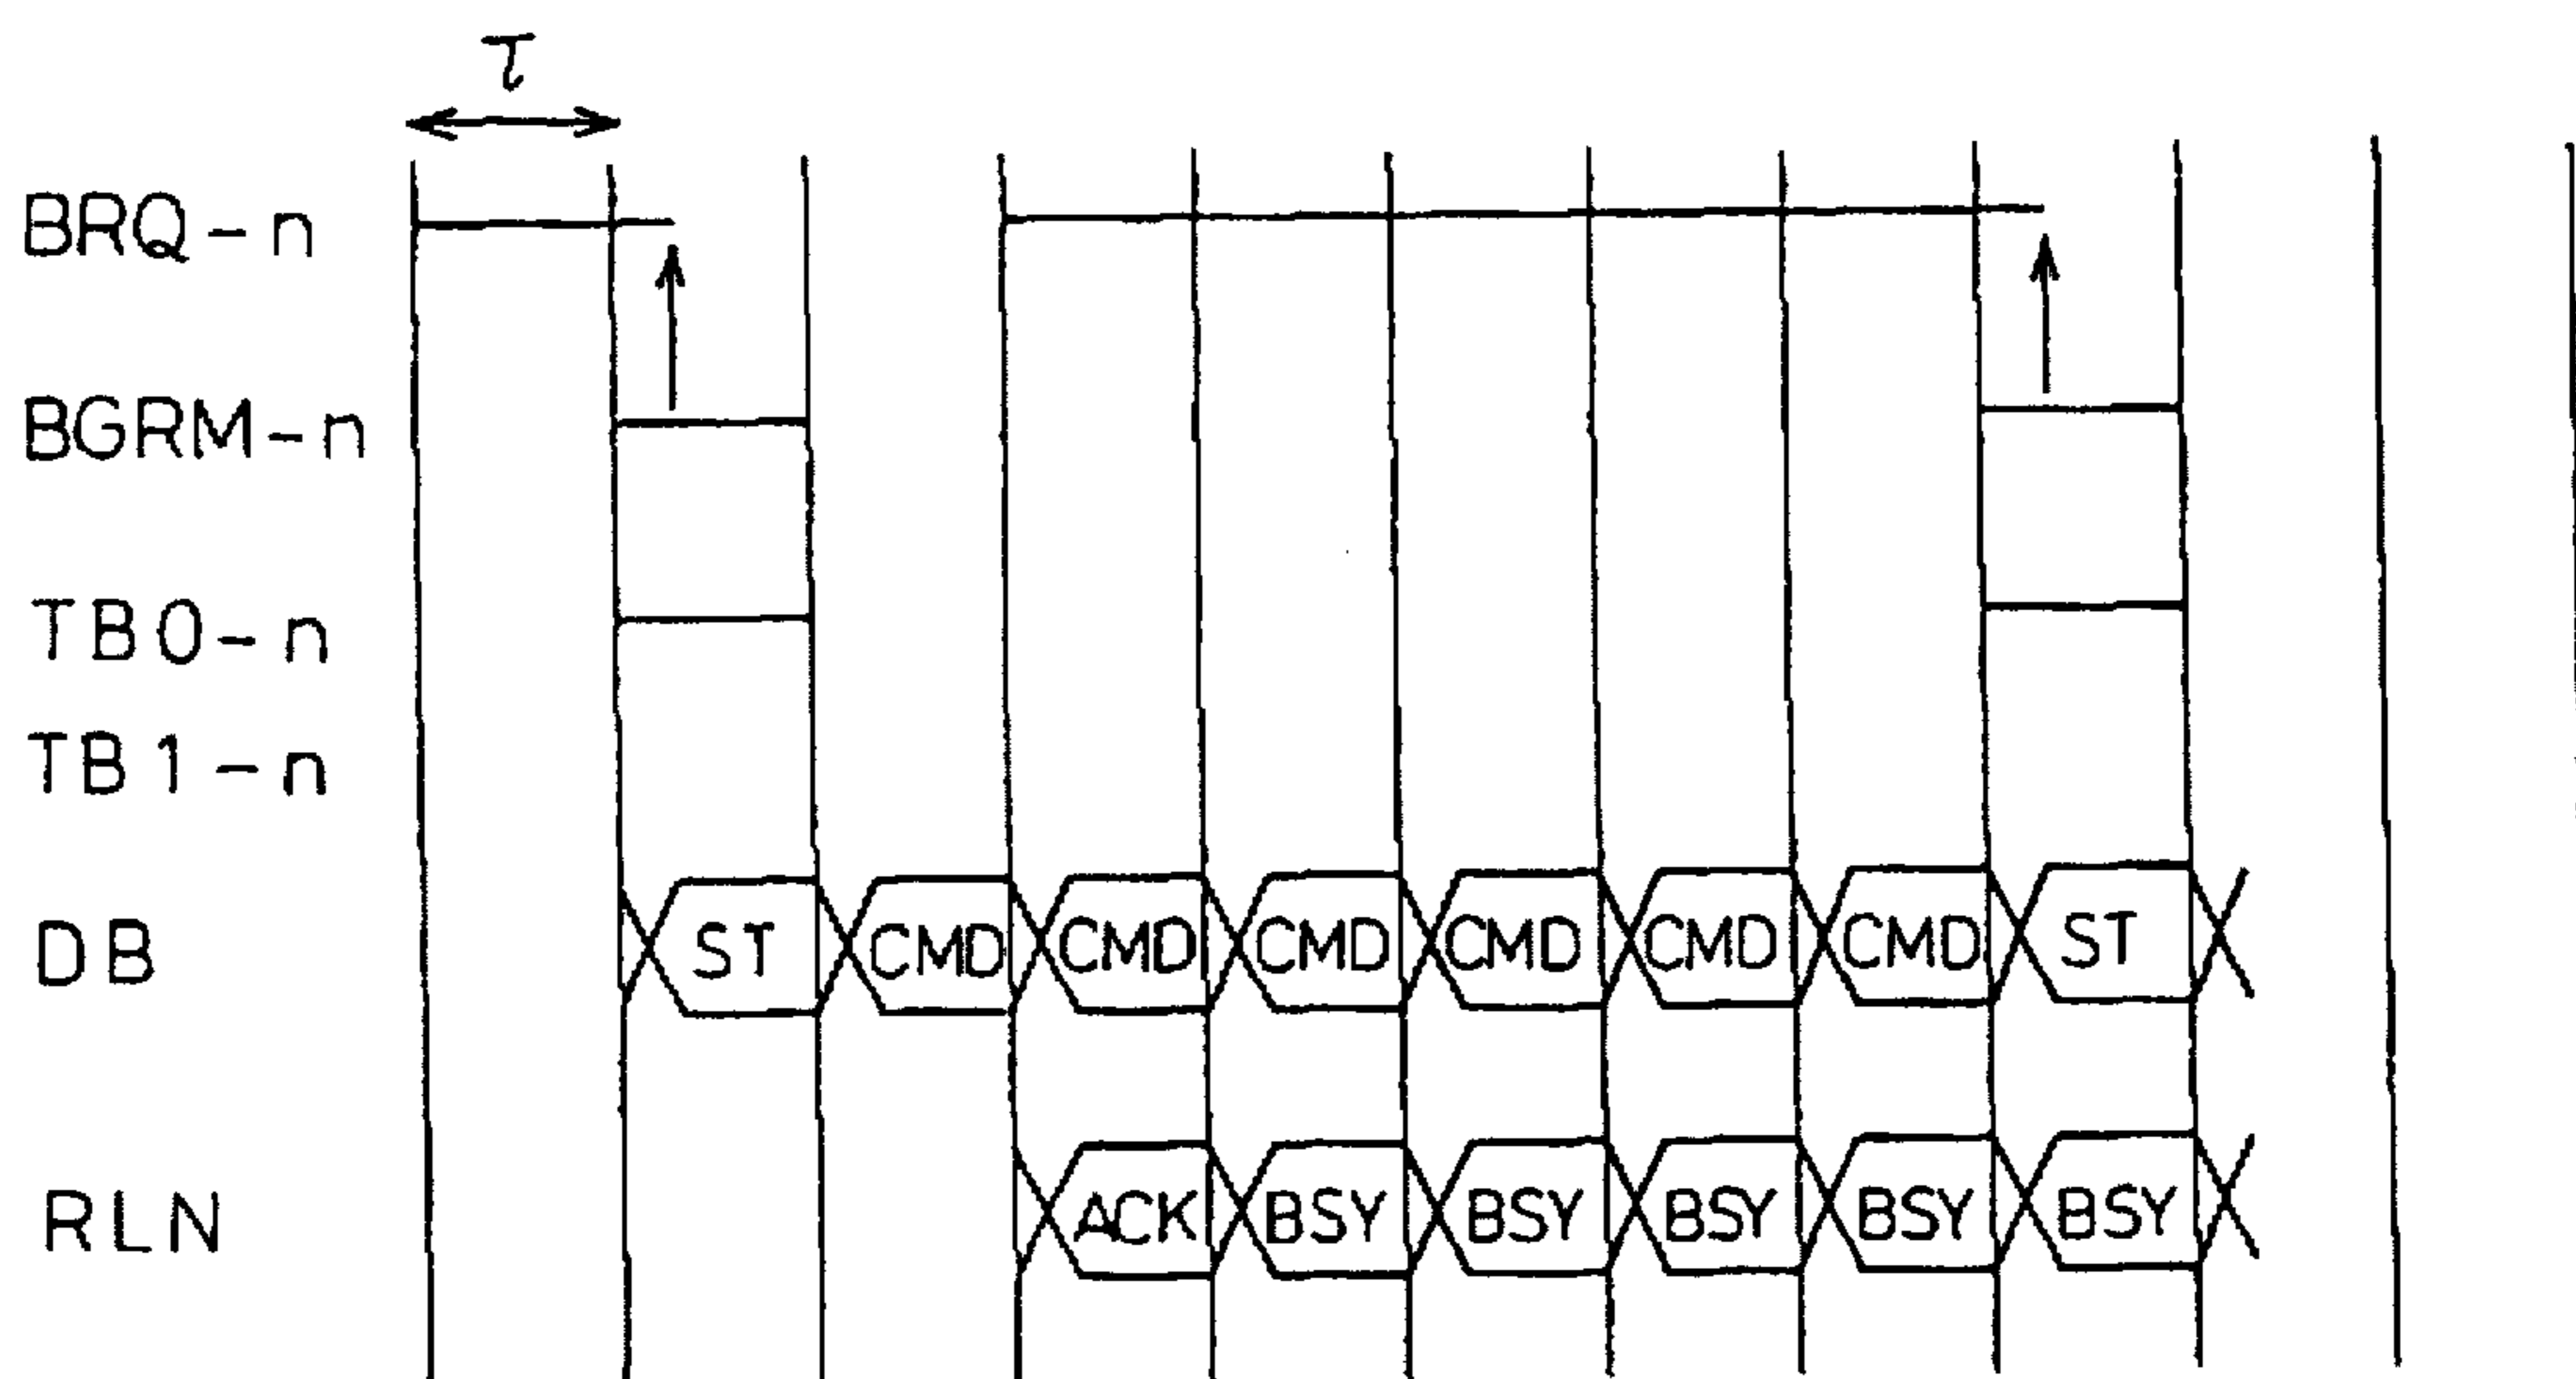 τ
BRQ-n
BGRM-n
TB0-n
TB1-n
DB ST CMD CMD CMD CMD CMD CMD ST
RLN ACK BSY BSY BSY BSY BSY